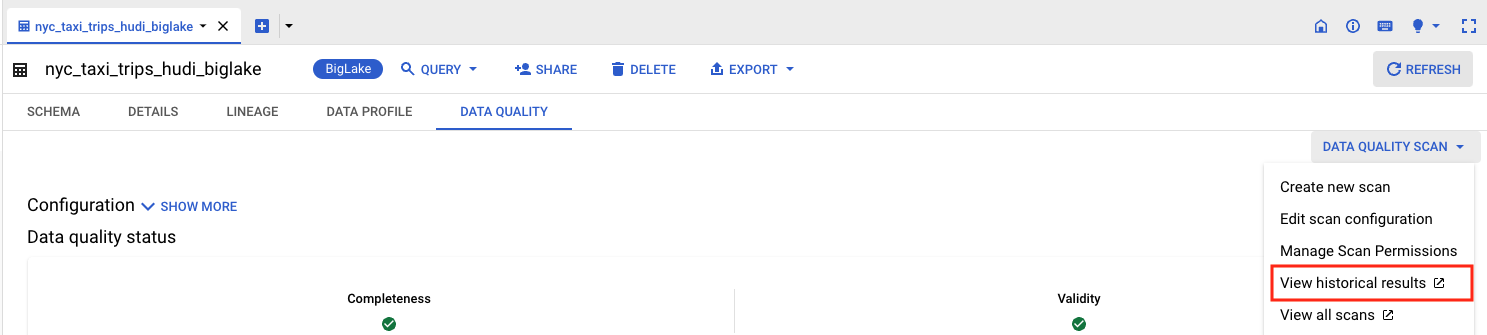 nyc_taxi_trips_hudi_biglake
nyc_taxi_trips_hudi_biglake BigLake QUERY SHARE DELETE EXPORT REFRESH
SCHEMA DETAILS LINEAGE DATA PROFILE DATA QUALITY
DATA QUALITY SCAN
Create new scan
Edit scan configuration
Manage Scan Permissions
View historical results
View all scans
Configuration SHOW MORE
Data quality status
Completeness Validity